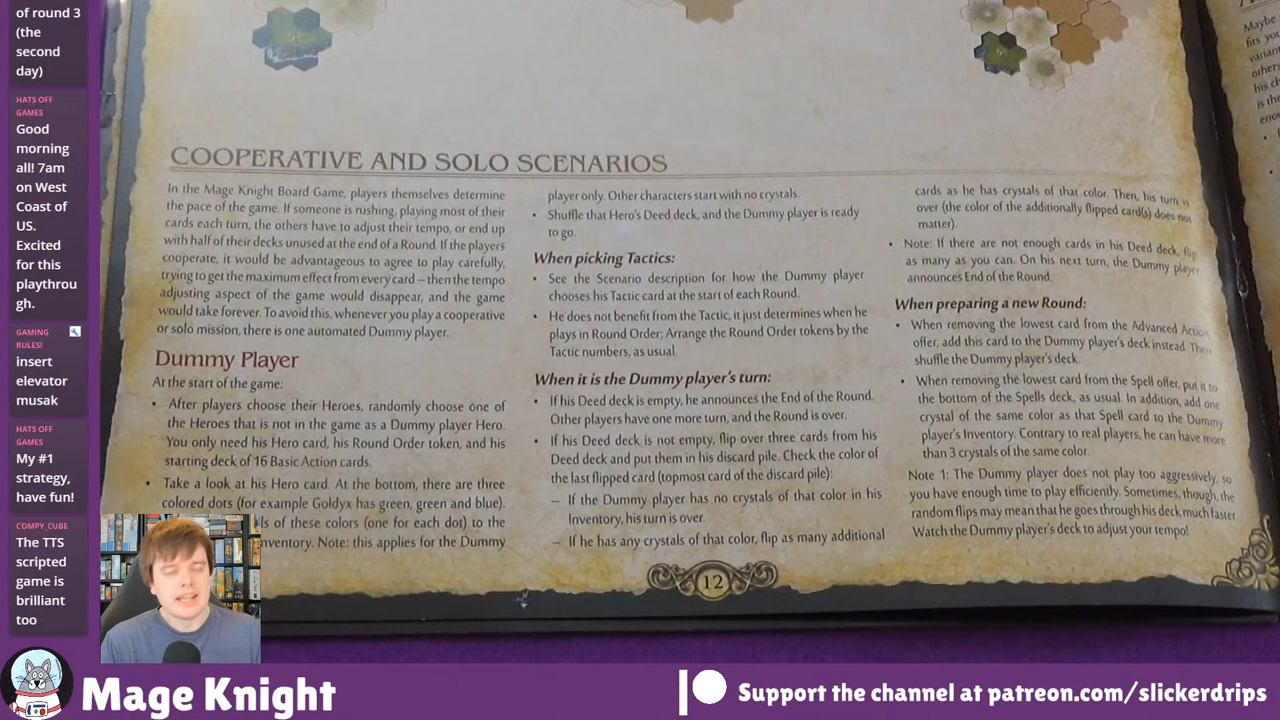 of round 3
(the
second
day)
HATS OFF
GAMES
Good
morning
all! 7am
on West
Coast of
US.
Excited
for this
playthrou
gh.
GAMING
RULES!
insert
elevator
musak
HATS OFF
GAMES
My #1
strategy,
have fun!
COMPY_CUBE
The TTS
scripted
game is
brilliant
too
COOPERATIVE AND SOLO SCENARIOS
In the Mage Knight Board Game, players themselves determine
the pace of the game. If someone is rushing, playing most of their
cards each turn, the others have to adjust their tempo, or end up
with half of their decks unused at the end of a Round. If the players
cooperate, it would be advantageous to agree to play carefully,
trying to get the maximum effect from every card – then the tempo
adjusting aspect of the game would disappear, and the game
would take forever. To avoid this, whenever you play a cooperative
or solo mission, there is one automated Dummy player.
Dummy Player
At the start of the game:
• After players choose their Heroes, randomly choose one of
the Heroes that is not in the game as a Dummy player Hero.
You only need his Hero card, his Round Order token, and his
starting deck of 16 Basic Action cards.
• Take a look at his Hero card. At the bottom, there are three
colored dots (for example Goldyx has green, green and blue).
of these colors (one for each dot) to the
Note: this applies for the Dummy
player only. Other characters start with no crystals.
• Shuffle that Hero's Deed deck, and the Dummy player is ready
to go.
When picking Tactics:
• See the Scenario description for how the Dummy player
chooses his Tactic card at the start of each Round.
• He does not benefit from the Tactic, it just determines when he
plays in Round Order; Arrange the Round Order tokens by the
Tactic numbers, as usual.
When it is the Dummy player's turn:
• If his Deed deck is empty, he announces the End of the Round.
Other players have one more turn, and the Round is over.
• If his Deed deck is not empty, flip over three cards from his
Deed deck and put them in his discard pile. Check the color of
the last flipped card (topmost card of the discard pile):
– If the Dummy player has no crystals of that color in his
Inventory, his turn is over.
– If he has any crystals of that color, flip as many additional
cards as he has crystals of that color. Then, his turn is
over (the color of the additionally flipped card(s) does not
matter).
• Note: If there are not enough cards in his Deed deck, flip
as many as you can. On his next turn, the Dummy player
announces End of the Round.
When preparing a new Round:
• When removing the lowest card from the Advanced Action
offer, add this card to the Dummy player's deck instead. Then
shuffle the Dummy player's deck.
• When removing the lowest card from the Spell offer, put it to
the bottom of the Spells deck, as usual. In addition, add one
crystal of the same color as that Spell card to the Dummy
player's Inventory. Contrary to real players, he can have more
than 3 crystals of the same color.
Note 1: The Dummy player does not play too aggressively, so
you have enough time to play efficiently. Sometimes, though, the
random flips may mean that he goes through his deck much faster.
Watch the Dummy player's deck to adjust your tempo!
12
Maybe
fits you
variant
others
his ch
is the
Mage Knight
Support the channel at patreon.com/slickerdrips